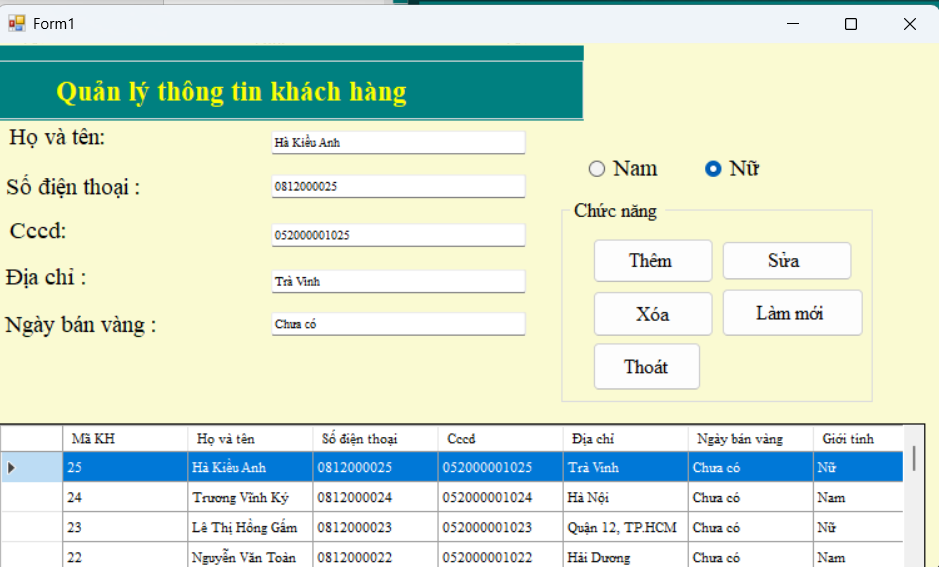 Form1
Quản lý thông tin khách hàng
Họ và tên:
Hà Kiều Anh
Nam
Nữ
Số điện thoại :
0812000025
Chức năng
Cccd:
052000001025
Thêm
Sửa
Địa chỉ :
Trà Vinh
Xóa
Làm mới
Ngày bán vàng :
Chưa có
Thoát
Mã KH Họ và tên Số điện thoại Cccd Địa chỉ Ngày bán vàng Giới tính
25 Hà Kiều Anh 0812000025 052000001025 Trà Vinh Chưa có Nữ
24 Trương Vĩnh Ký 0812000024 052000001024 Hà Nội Chưa có Nam
23 Lê Thị Hồng Gấm 0812000023 052000001023 Quận 12, TP.HCM Chưa có Nữ
22 Nguyễn Văn Toàn 0812000022 052000001022 Hải Dương Chưa có Nam